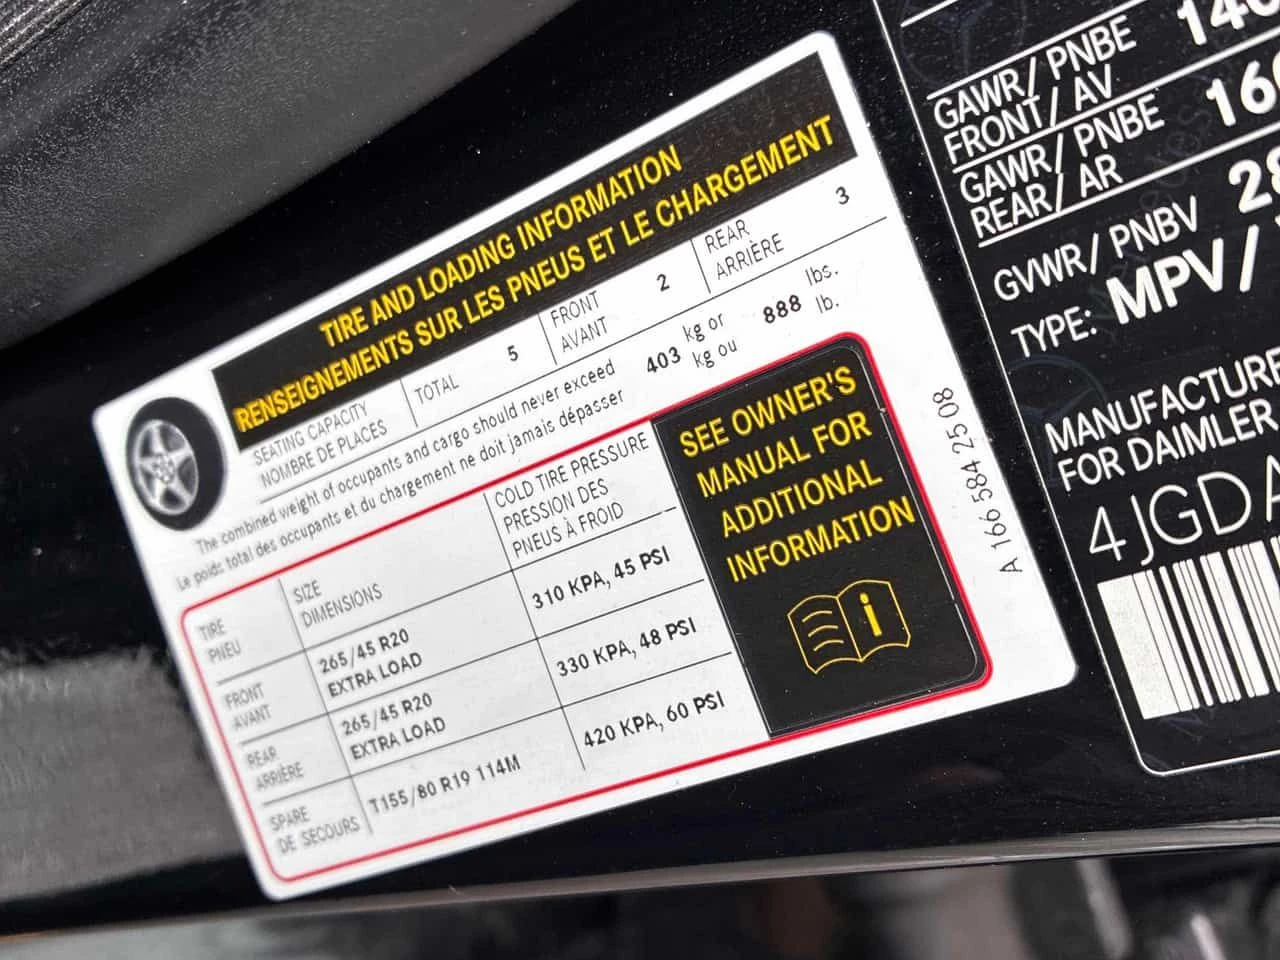 TIRE AND LOADING INFORMATION
RENSEIGNEMENTS SUR LES PNEUS ET LE CHARGEMENT
SEATING CAPACITY
NOMBRE DE PLACES
TOTAL 5
FRONT
AVANT
2
REAR
ARRIÈRE
3
The combined weight of occupants and cargo should never exceed 403 kg or 888 lbs.
Le poids total des occupants et du chargement ne doit jamais dépasser kg ou lb.
TIRE
PNEU
SIZE
DIMENSIONS
COLD TIRE PRESSURE
PRESSION DES
PNEUS À FROID
FRONT
AVANT
265/45 R20
EXTRA LOAD
310 KPA, 45 PSI
REAR
ARRIÈRE
265/45 R20
EXTRA LOAD
330 KPA, 48 PSI
SPARE
DE SECOURS
T155/80 R19 114M
420 KPA, 60 PSI
SEE OWNER'S
MANUAL FOR
ADDITIONAL
INFORMATION
i
A 166 584 25 08
GAWR/ PNBE
FRONT/ AV
GAWR/ PNBE
REAR/ AR
GVWR/ PNBV
TYPE: MPV/
MANUFACTURE
FOR DAIMLER
4JGDA